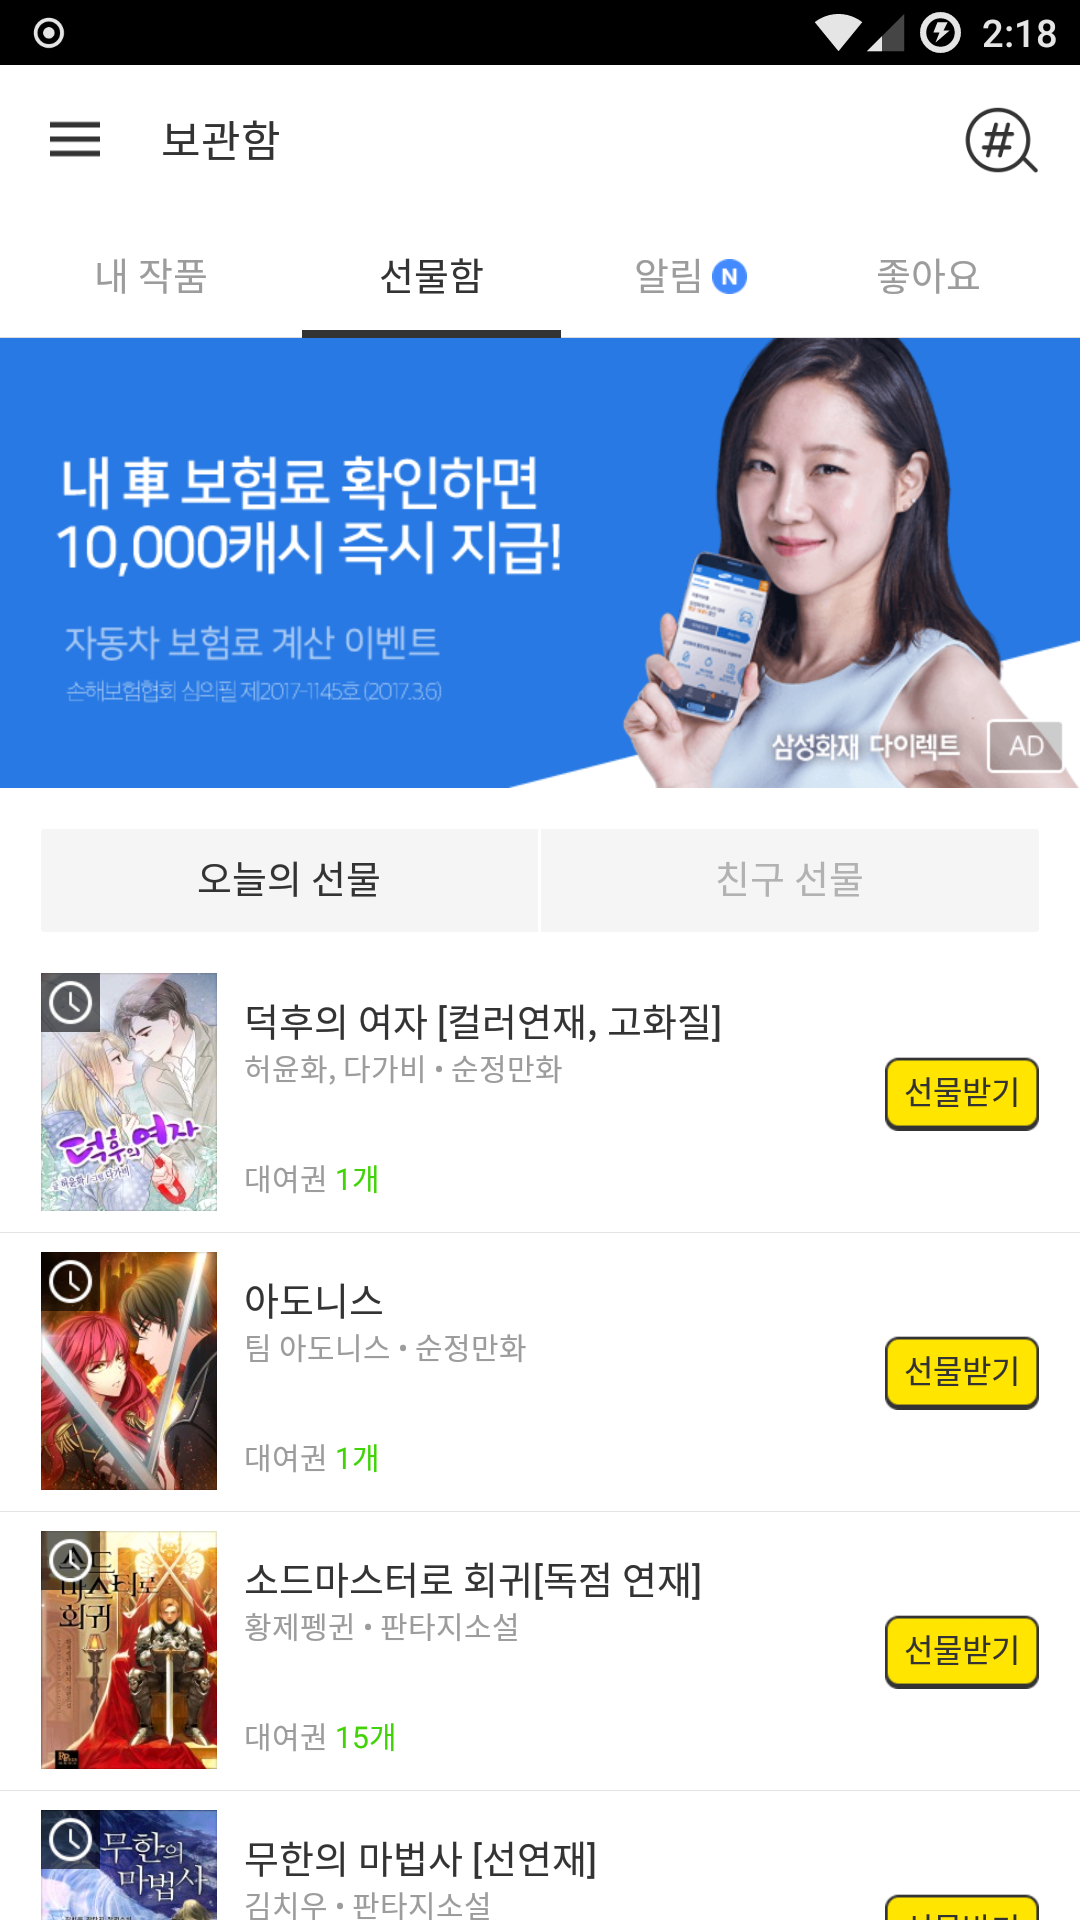 2:18
보관함
#
내 작품
선물함
알림 N
좋아요
내 車 보험료 확인하면
10,000캐시 즉시 지급!
자동차 보험료 계산 이벤트
손해보험협회 심의필 제2017-1145호 (2017.3.6)
삼성화재 다이렉트
AD
오늘의 선물
친구 선물
덕후의 여자
덕후의 여자 [컬러연재, 고화질]
허윤화, 다가비 • 순정만화
선물받기
대여권 1개
아도니스
팀 아도니스 • 순정만화
선물받기
대여권 1개
소드
마스터로
회귀
소드마스터로 회귀[독점 연재]
황제펭귄 • 판타지소설
선물받기
대여권 15개
무한의
마법사
무한의 마법사 [선연재]
김치우 • 판타지소설
선물받기